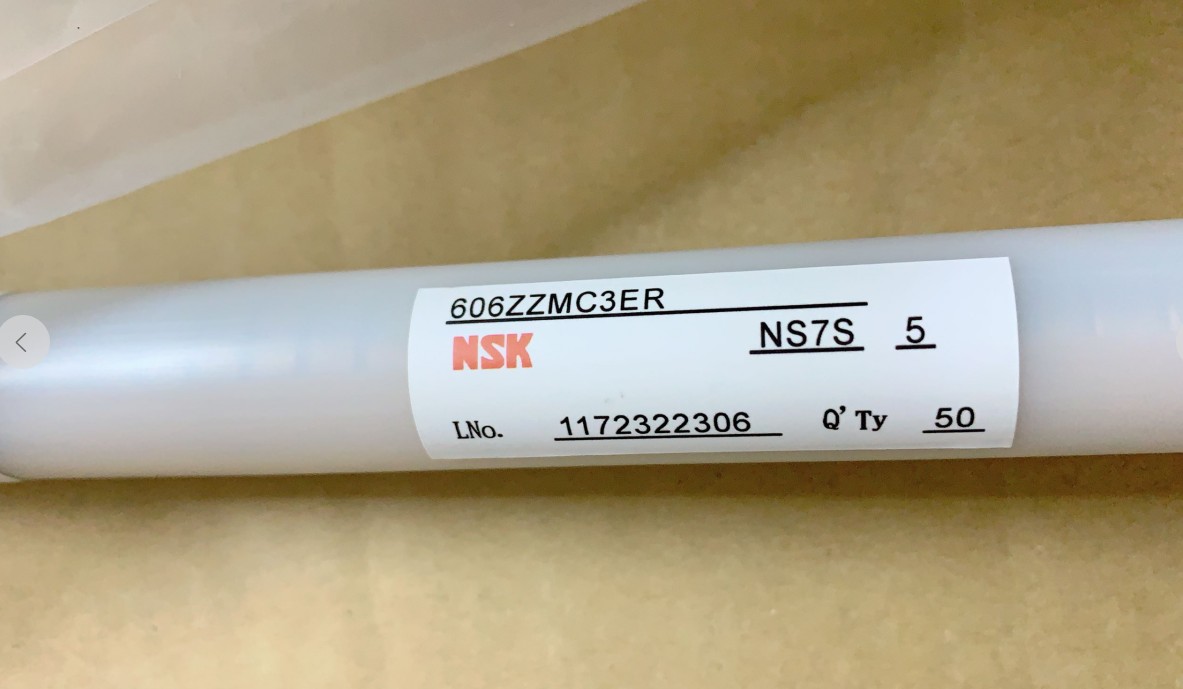 606ZZMC3ER
NSK NS7S 5
LNo. 1172322306 Q'Ty 50